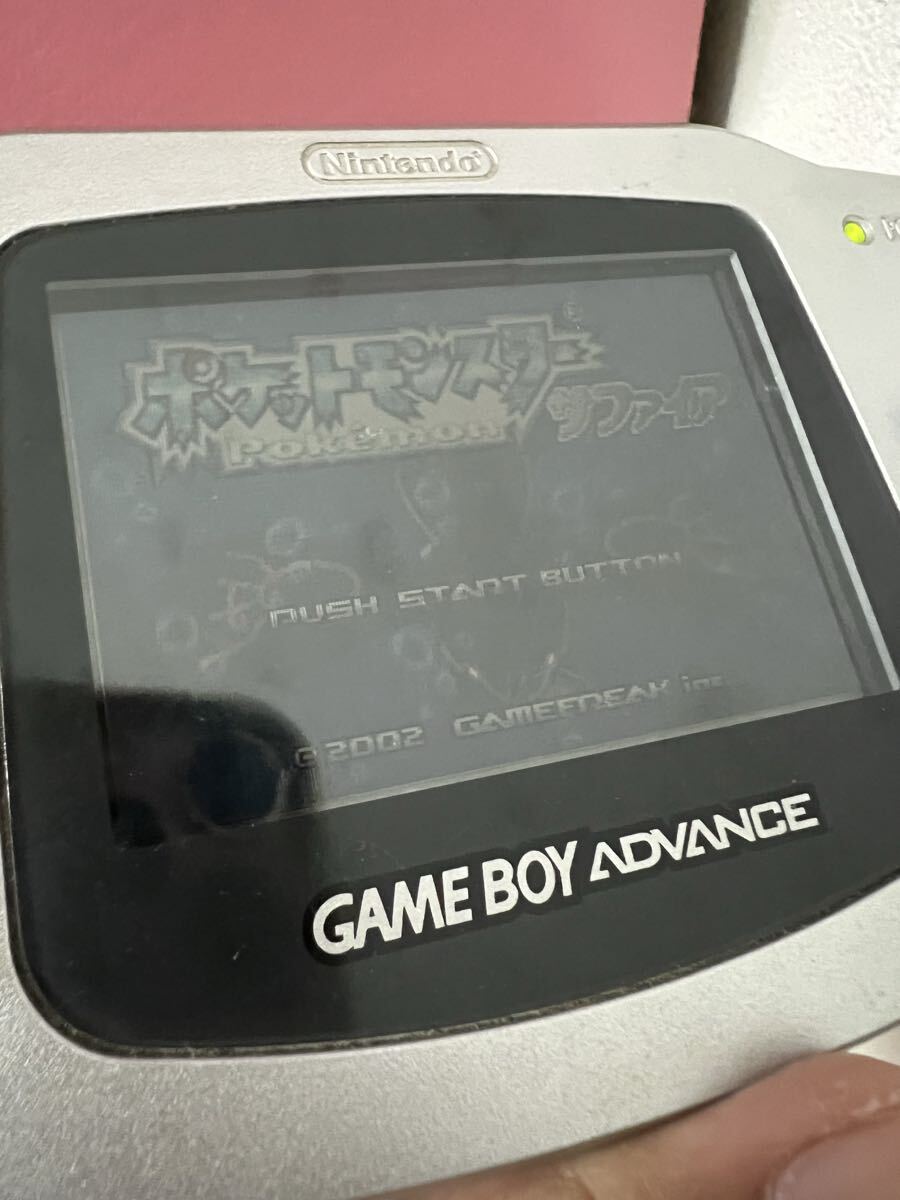 Nintendo®
ポケットモンスター®
Pokémon サファイア
PUSH START BUTTON
©2002 GAMEFREAK inc.
GAME BOY ADVANCE